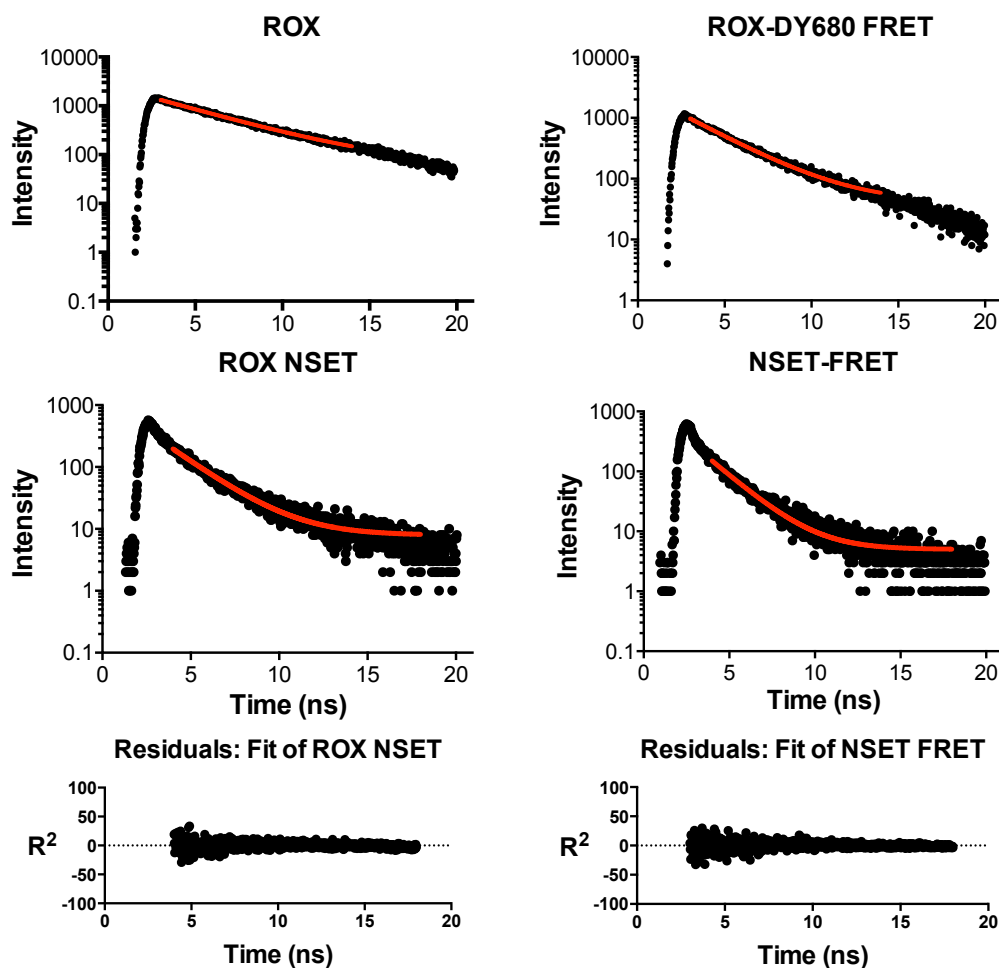 ROX
Intensity
10000
1000
100
10
1
0.1
0 5 10 15 20
ROX-DY680 FRET
Intensity
10000
1000
100
10
1
0 5 10 15 20
ROX NSET
Intensity
1000
100
10
1
0.1
0 5 10 15 20
Time (ns)
NSET-FRET
Intensity
1000
100
10
1
0.1
0 5 10 15 20
Time (ns)
Residuals: Fit of ROX NSET
R²
100
50
0
-50
-100
0 5 10 15 20
Time (ns)
Residuals: Fit of NSET FRET
R²
100
50
0
-50
-100
0 5 10 15 20
Time (ns)